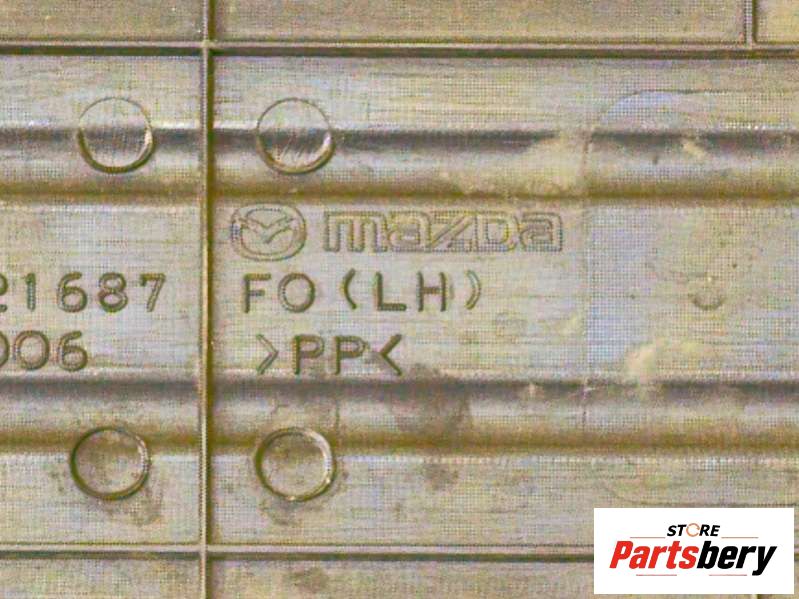 mazda
21687 FO (LH)
006 >PP<
STORE
Partsbery